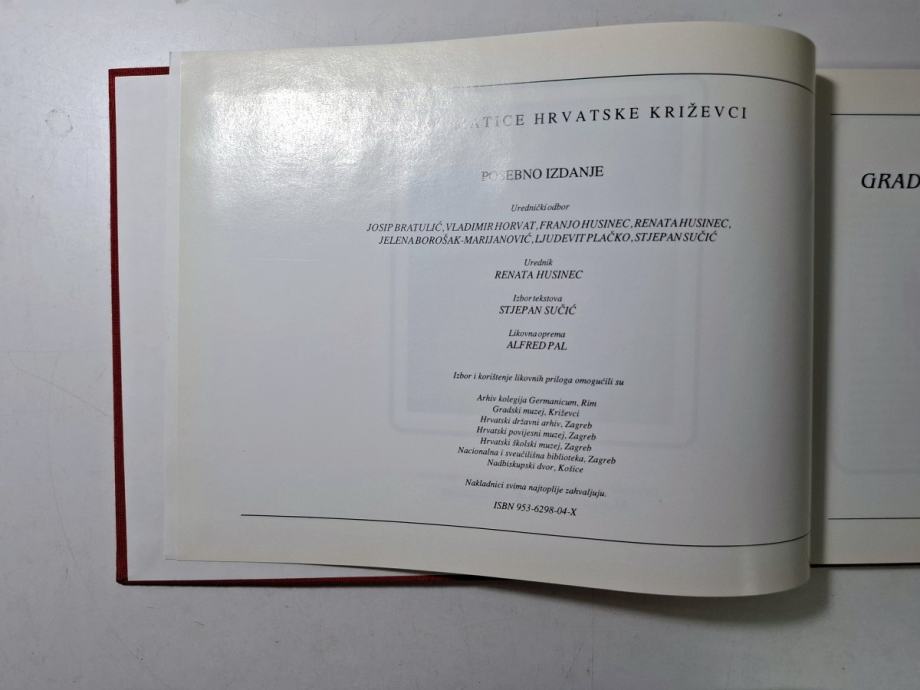 MATICE HRVATSKE KRIŽEVCI
POSEBNO IZDANJE
Urednički odbor
JOSIP BRATULIĆ, VLADIMIR HORVAT, FRANJO HUSINEC, RENATA HUSINEC,
JELENA BOROŠAK-MARIJANOVIĆ, LJUDEVIT PLAČKO, STJEPAN SUČIĆ
Urednik
RENATA HUSINEC
Izbor tekstova
STJEPAN SUČIĆ
Likovna oprema
ALFRED PAL
Izbor i korištenje likovnih priloga omogućili su
Arhiv kolegija Germanicum, Rim
Gradski muzej, Križevci
Hrvatski državni arhiv, Zagreb
Hrvatski povijesni muzej, Zagreb
Hrvatski školski muzej, Zagreb
Nacionalna i sveučilišna biblioteka, Zagreb
Nadbiskupski dvor, Košice
Nakladnici svima najtoplije zahvaljuju.
ISBN 953-6298-04-X
GRAD